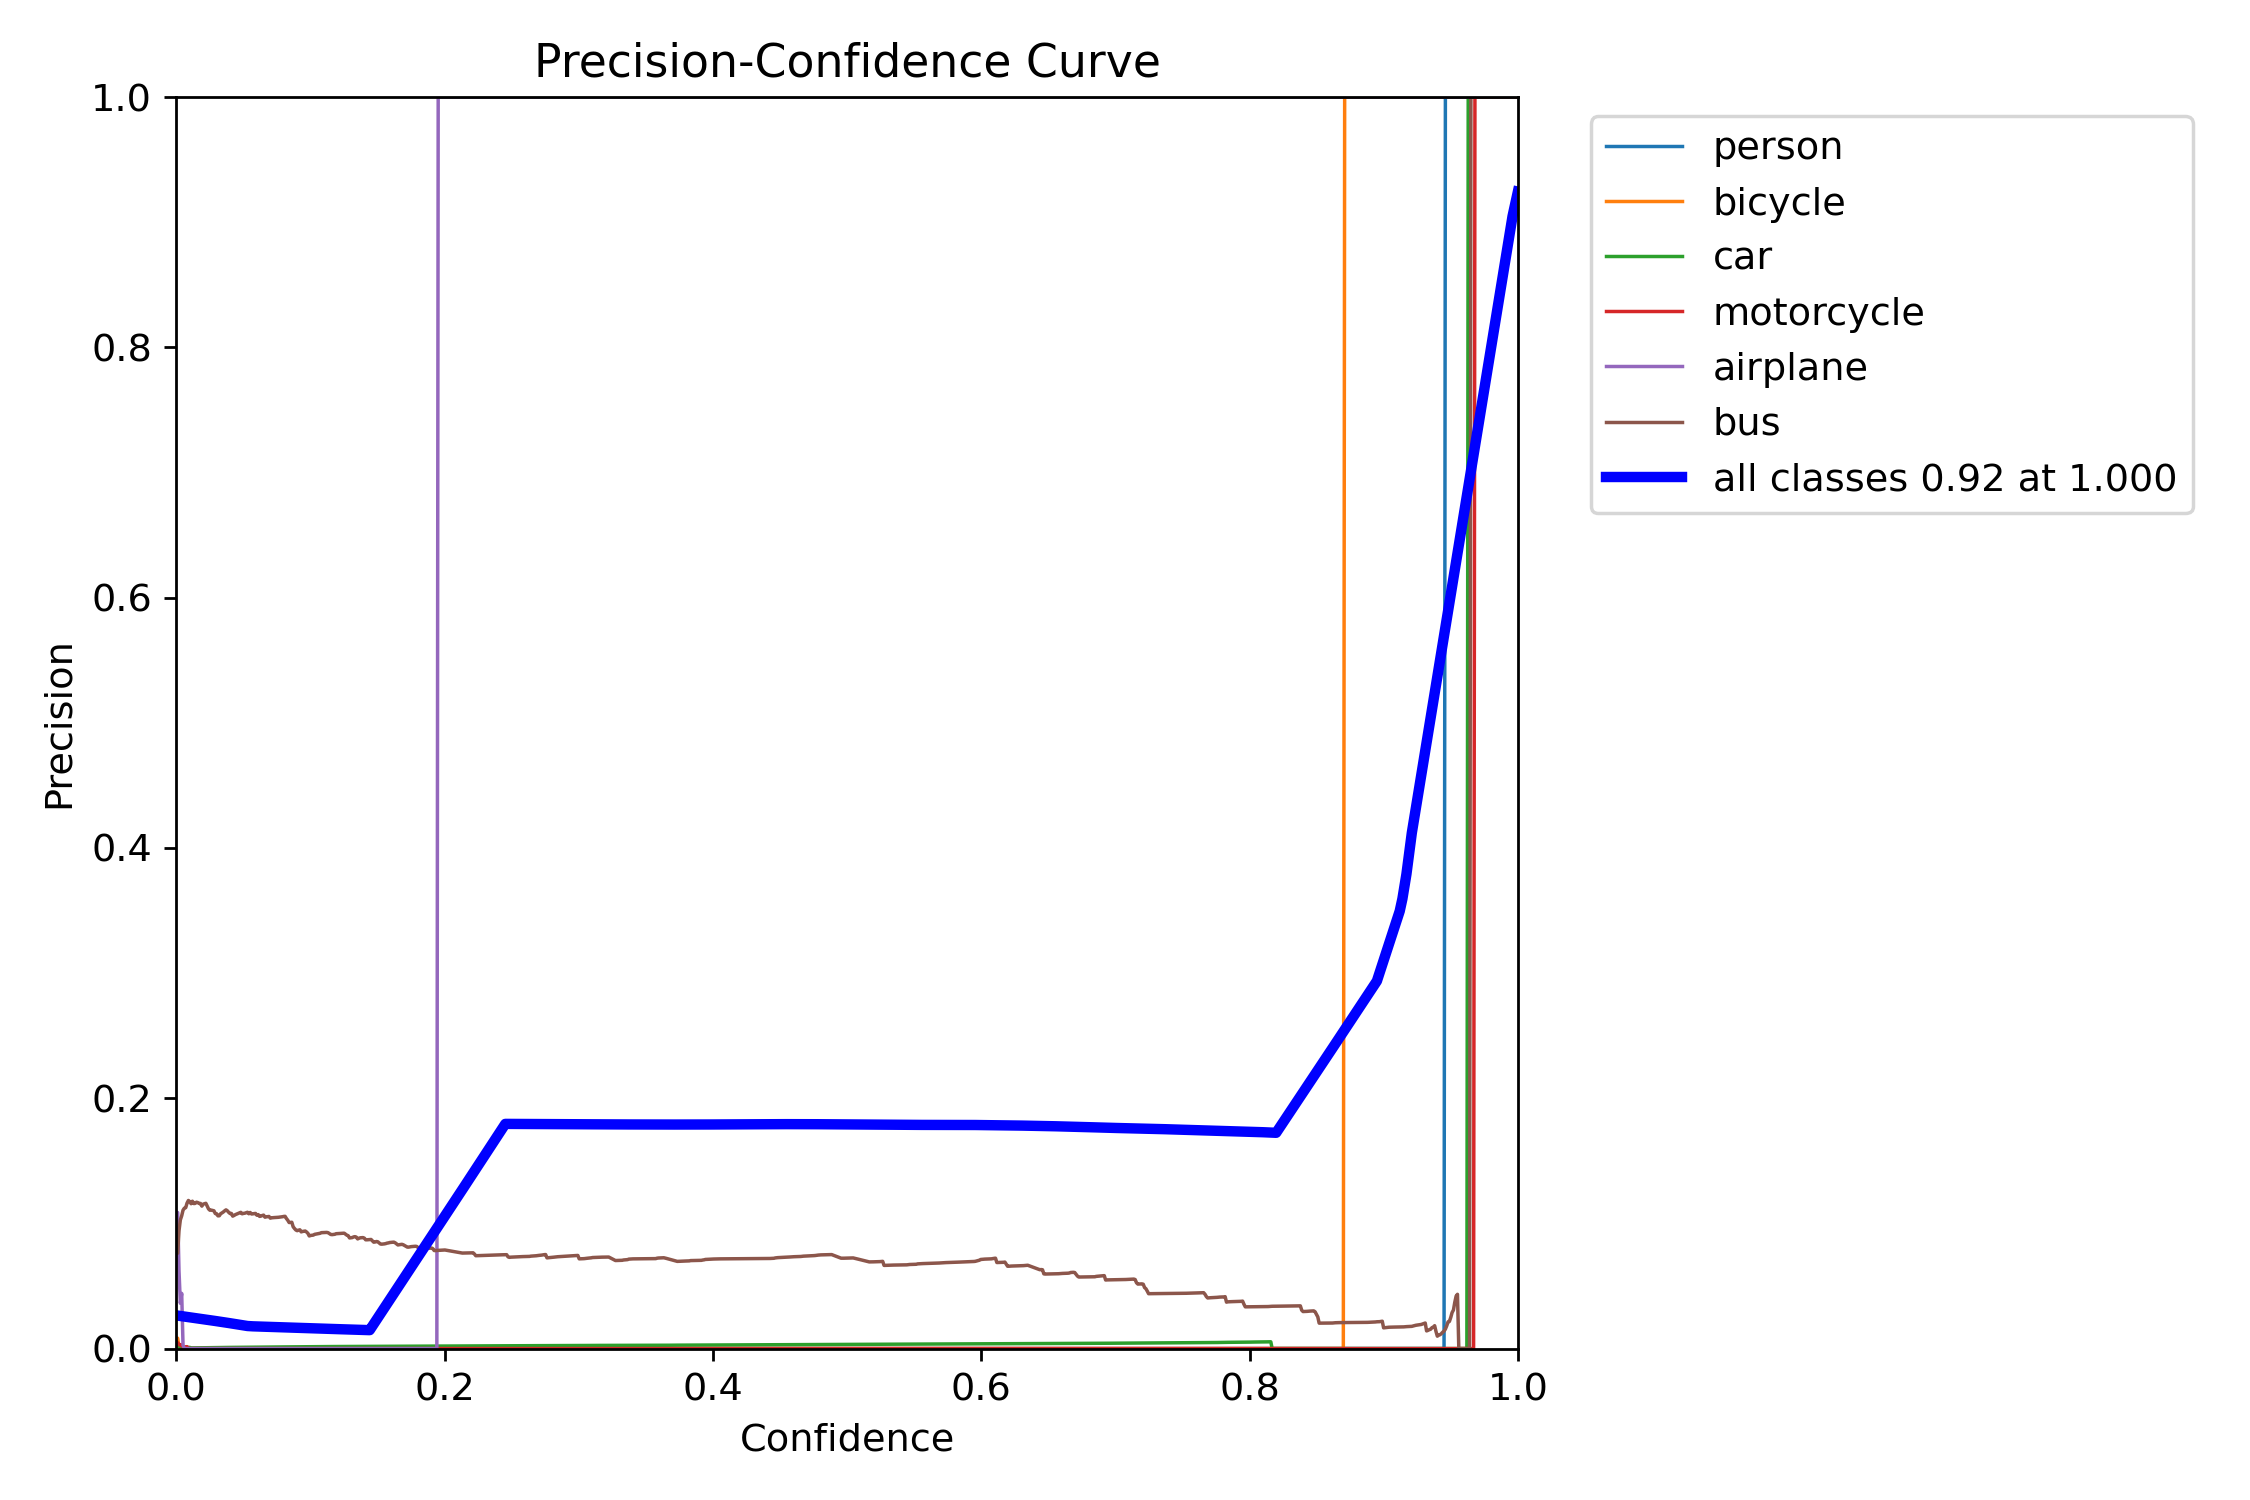 Precision-Confidence Curve
1.0
0.8
0.6
0.4
0.2
0.0
Precision
0.0 0.2 0.4 0.6 0.8 1.0
Confidence
person
bicycle
car
motorcycle
airplane
bus
all classes 0.92 at 1.000